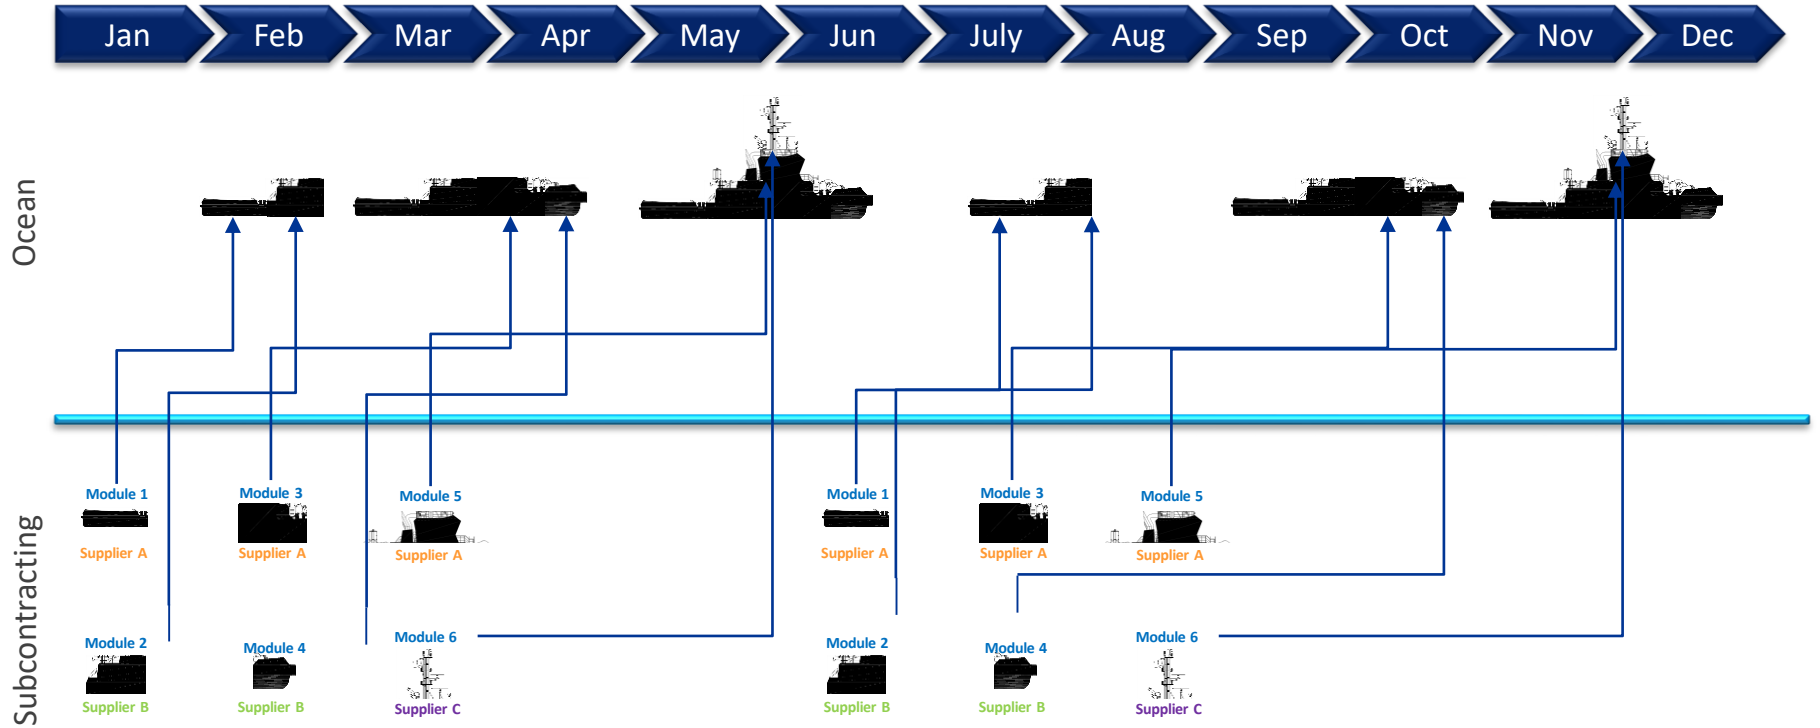 Jan
Feb
Mar
Apr
May
Jun
July
Aug
Sep
Oct
Nov
Dec
Ocean
Subcontracting
Module 1
Supplier A
Module 3
Supplier A
Module 5
Supplier A
Module 1
Supplier A
Module 3
Supplier A
Module 5
Supplier A
Module 2
Supplier B
Module 4
Supplier B
Module 6
Supplier C
Module 2
Supplier B
Module 4
Supplier B
Module 6
Supplier C